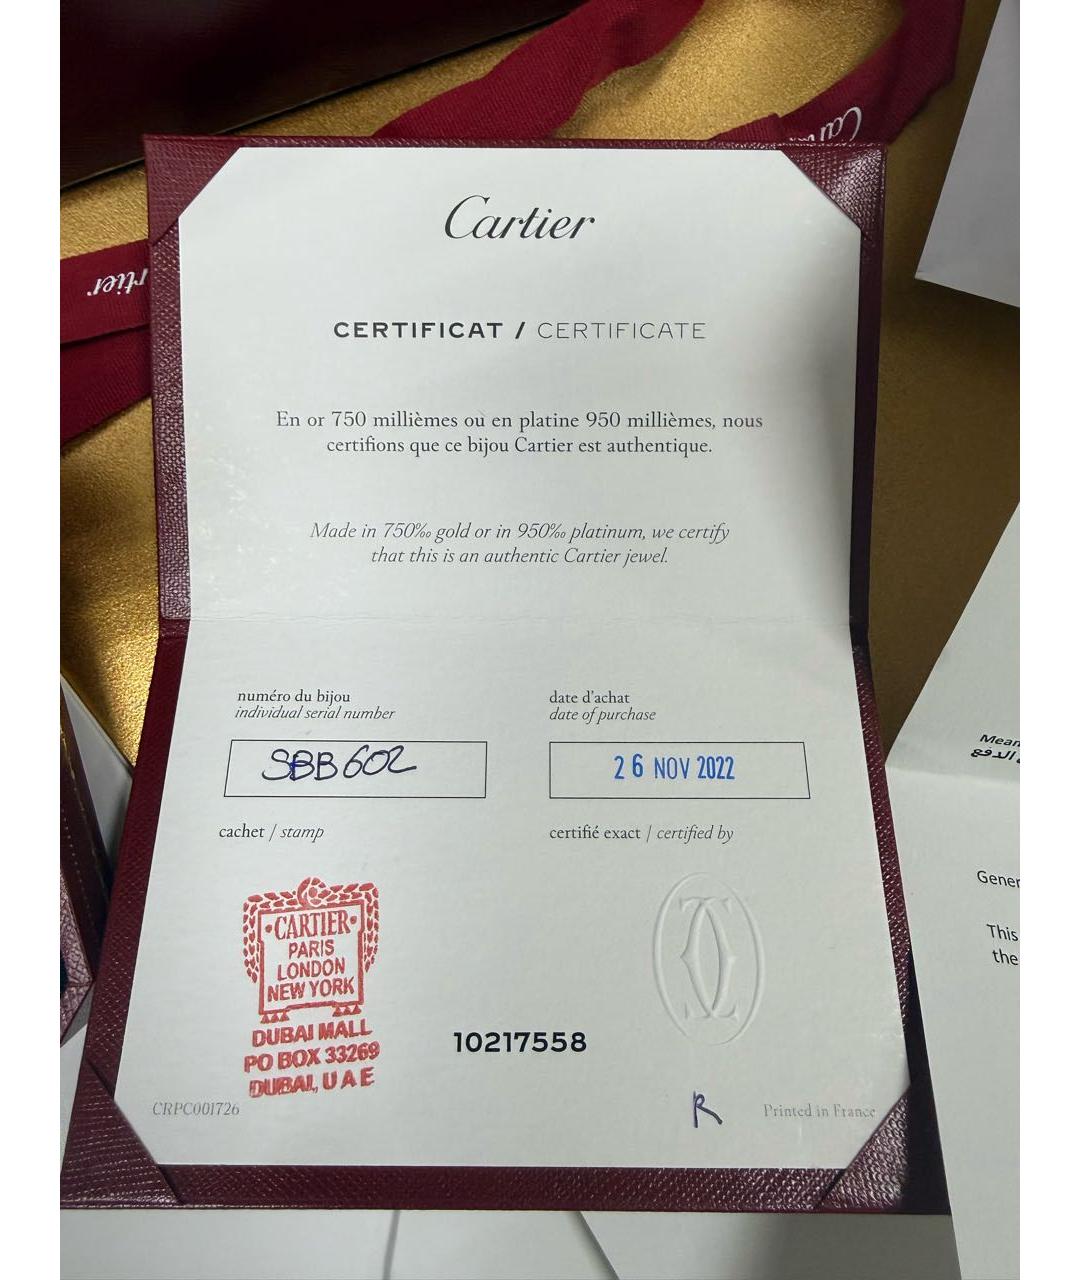 Cartier
CERTIFICAT / CERTIFICATE
En or 750 millièmes ou en platine 950 millièmes, nous
certifions que ce bijou Cartier est authentique.
Made in 750‰ gold or in 950‰ platinum, we certify
that this is an authentic Cartier jewel.
numéro du bijou
individual serial number
SBB602
date d'achat
date of purchase
26 NOV 2022
cachet / stamp
certifié exact / certified by
CARTIER
PARIS
LONDON
NEW YORK
DUBAI MALL
PO BOX 33269
DUBAI, U A E
10217558
CRPC001726
R
Printed in France
This
the